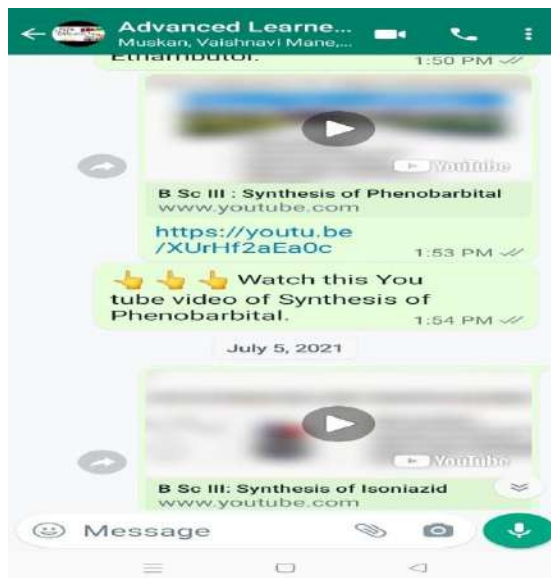 Advanced Learne...
Muskan, Vaishnavi Mane,...
Ethambutol.
1:50 PM
YouTube
B Sc III : Synthesis of Phenobarbital
www.youtube.com
https://youtu.be
/XUrHf2aEa0c
1:53 PM
Watch this You
tube video of Synthesis of
Phenobarbital.
1:54 PM
July 5, 2021
YouTube
B Sc III: Synthesis of Isoniazid
www.youtube.com
Message